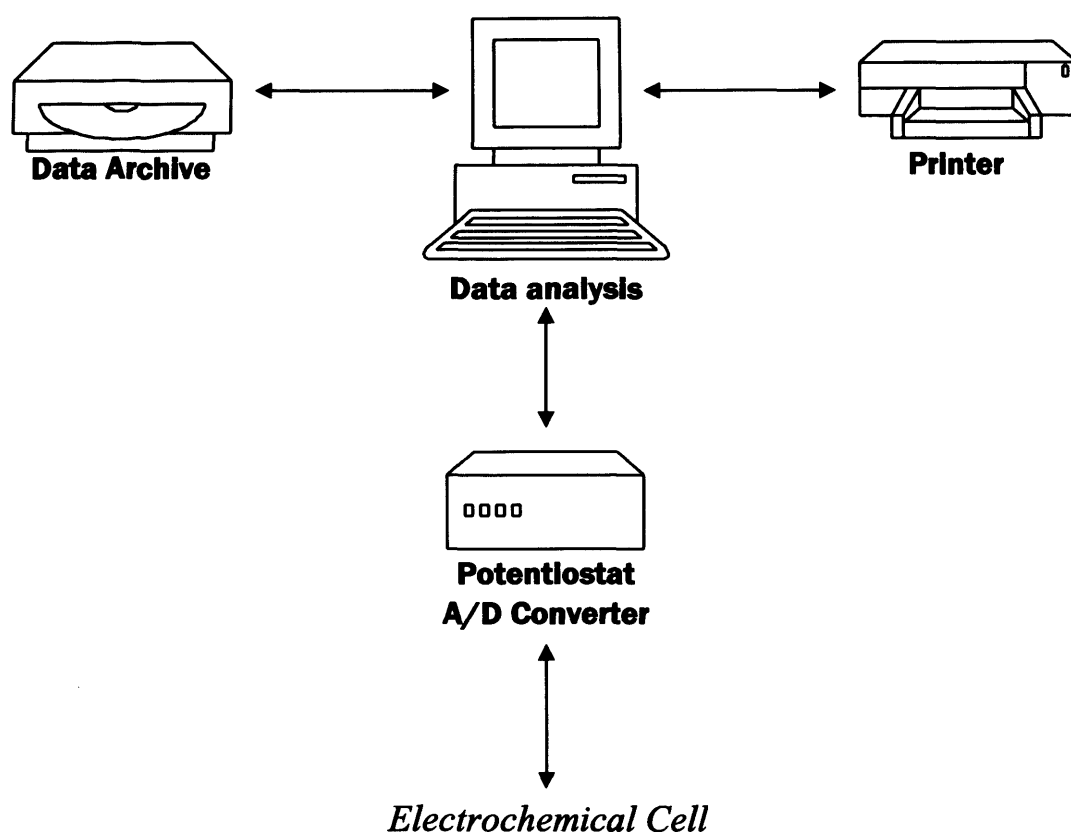 Data Archive
Printer
Data analysis
Potentiostat
A/D Converter
Electrochemical Cell